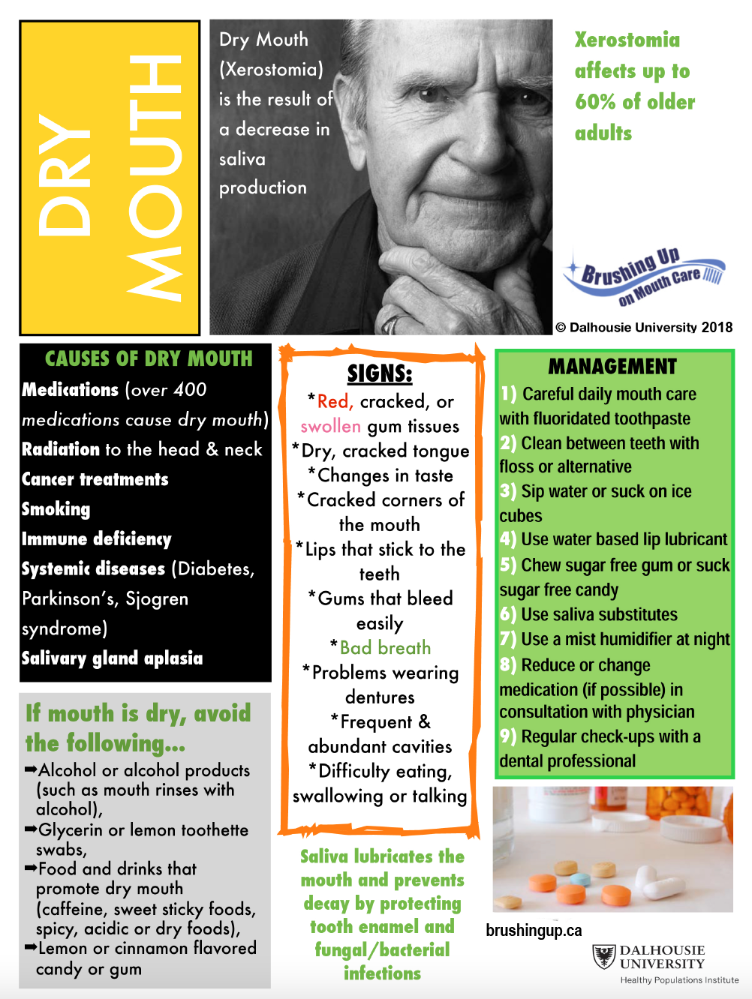 DRY
MOUTH
Dry Mouth
(Xerostomia)
is the result of
a decrease in
saliva
production
Xerostomia
affects up to
60% of older
adults
Brushing Up
on Mouth Care
© Dalhousie University 2018
CAUSES OF DRY MOUTH
Medications (over 400
medications cause dry mouth)
Radiation to the head & neck
Cancer treatments
Smoking
Immune deficiency
Systemic diseases (Diabetes,
Parkinson's, Sjogren
syndrome)
Salivary gland aplasia
If mouth is dry, avoid
the following...
➡Alcohol or alcohol products
(such as mouth rinses with
alcohol),
➡Glycerin or lemon toothette
swabs,
➡Food and drinks that
promote dry mouth
(caffeine, sweet sticky foods,
spicy, acidic or dry foods),
➡Lemon or cinnamon flavored
candy or gum
SIGNS:
*Red, cracked, or
swollen gum tissues
*Dry, cracked tongue
*Changes in taste
*Cracked corners of
the mouth
*Lips that stick to the
teeth
*Gums that bleed
easily
*Bad breath
*Problems wearing
dentures
*Frequent &
abundant cavities
*Difficulty eating,
swallowing or talking
Saliva lubricates the
mouth and prevents
decay by protecting
tooth enamel and
fungal/bacterial
infections
MANAGEMENT
1) Careful daily mouth care
with fluoridated toothpaste
2) Clean between teeth with
floss or alternative
3) Sip water or suck on ice
cubes
4) Use water based lip lubricant
5) Chew sugar free gum or suck
sugar free candy
6) Use saliva substitutes
7) Use a mist humidifier at night
8) Reduce or change
medication (if possible) in
consultation with physician
9) Regular check-ups with a
dental professional
brushingup.ca
DALHOUSIE
UNIVERSITY
Healthy Populations Institute